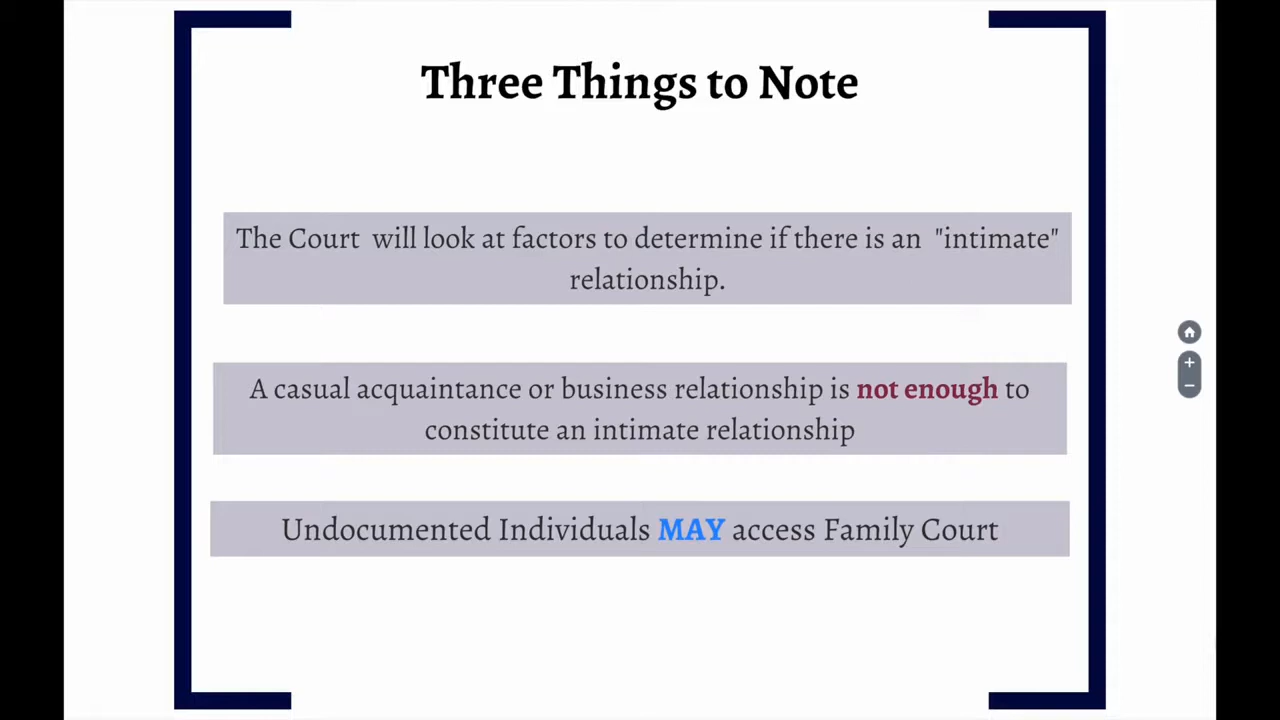 Three Things to Note
The Court will look at factors to determine if there is an "intimate"
relationship.
A casual acquaintance or business relationship is not enough to
constitute an intimate relationship
Undocumented Individuals MAY access Family Court
+
−